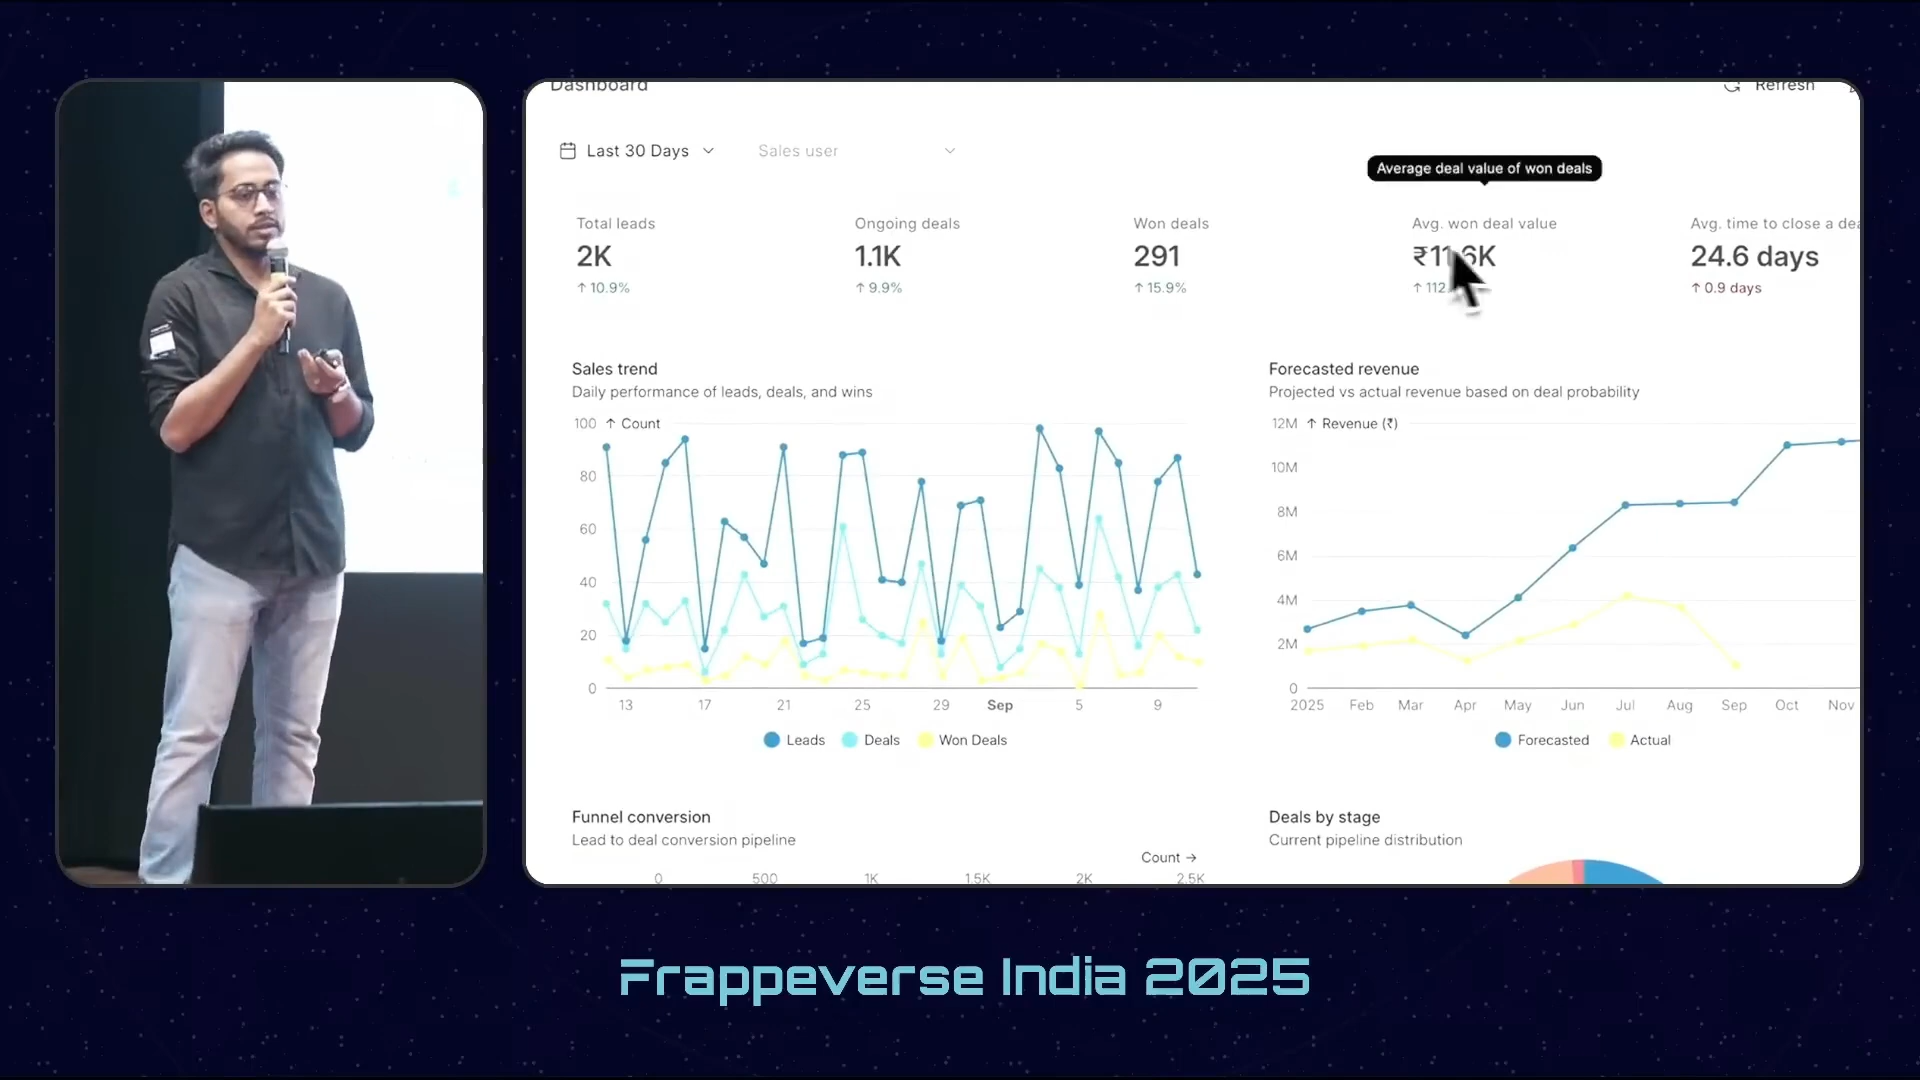 Dashboard
Refresh
Last 30 Days
Sales user
Average deal value of won deals
Total leads
2K
↑ 10.9%
Ongoing deals
1.1K
↑ 9.9%
Won deals
291
↑ 15.9%
Avg. won deal value
↑ 112.
Avg. time to close a dea
24.6 days
↑ 0.9 days
Sales trend
Daily performance of leads, deals, and wins
100 ↑ Count
80
60
40
20
0
13 17 21 25 29 Sep 5 9
Leads Deals Won Deals
Forecasted revenue
Projected vs actual revenue based on deal probability
12M ↑ Revenue (₹)
10M
8M
6M
4M
2M
0
2025 Feb Mar Apr May Jun Jul Aug Sep Oct Nov
Forecasted Actual
Funnel conversion
Lead to deal conversion pipeline
Count →
0 500 1K 1.5K 2K 2.5K
Deals by stage
Current pipeline distribution
Frappeverse India 2025